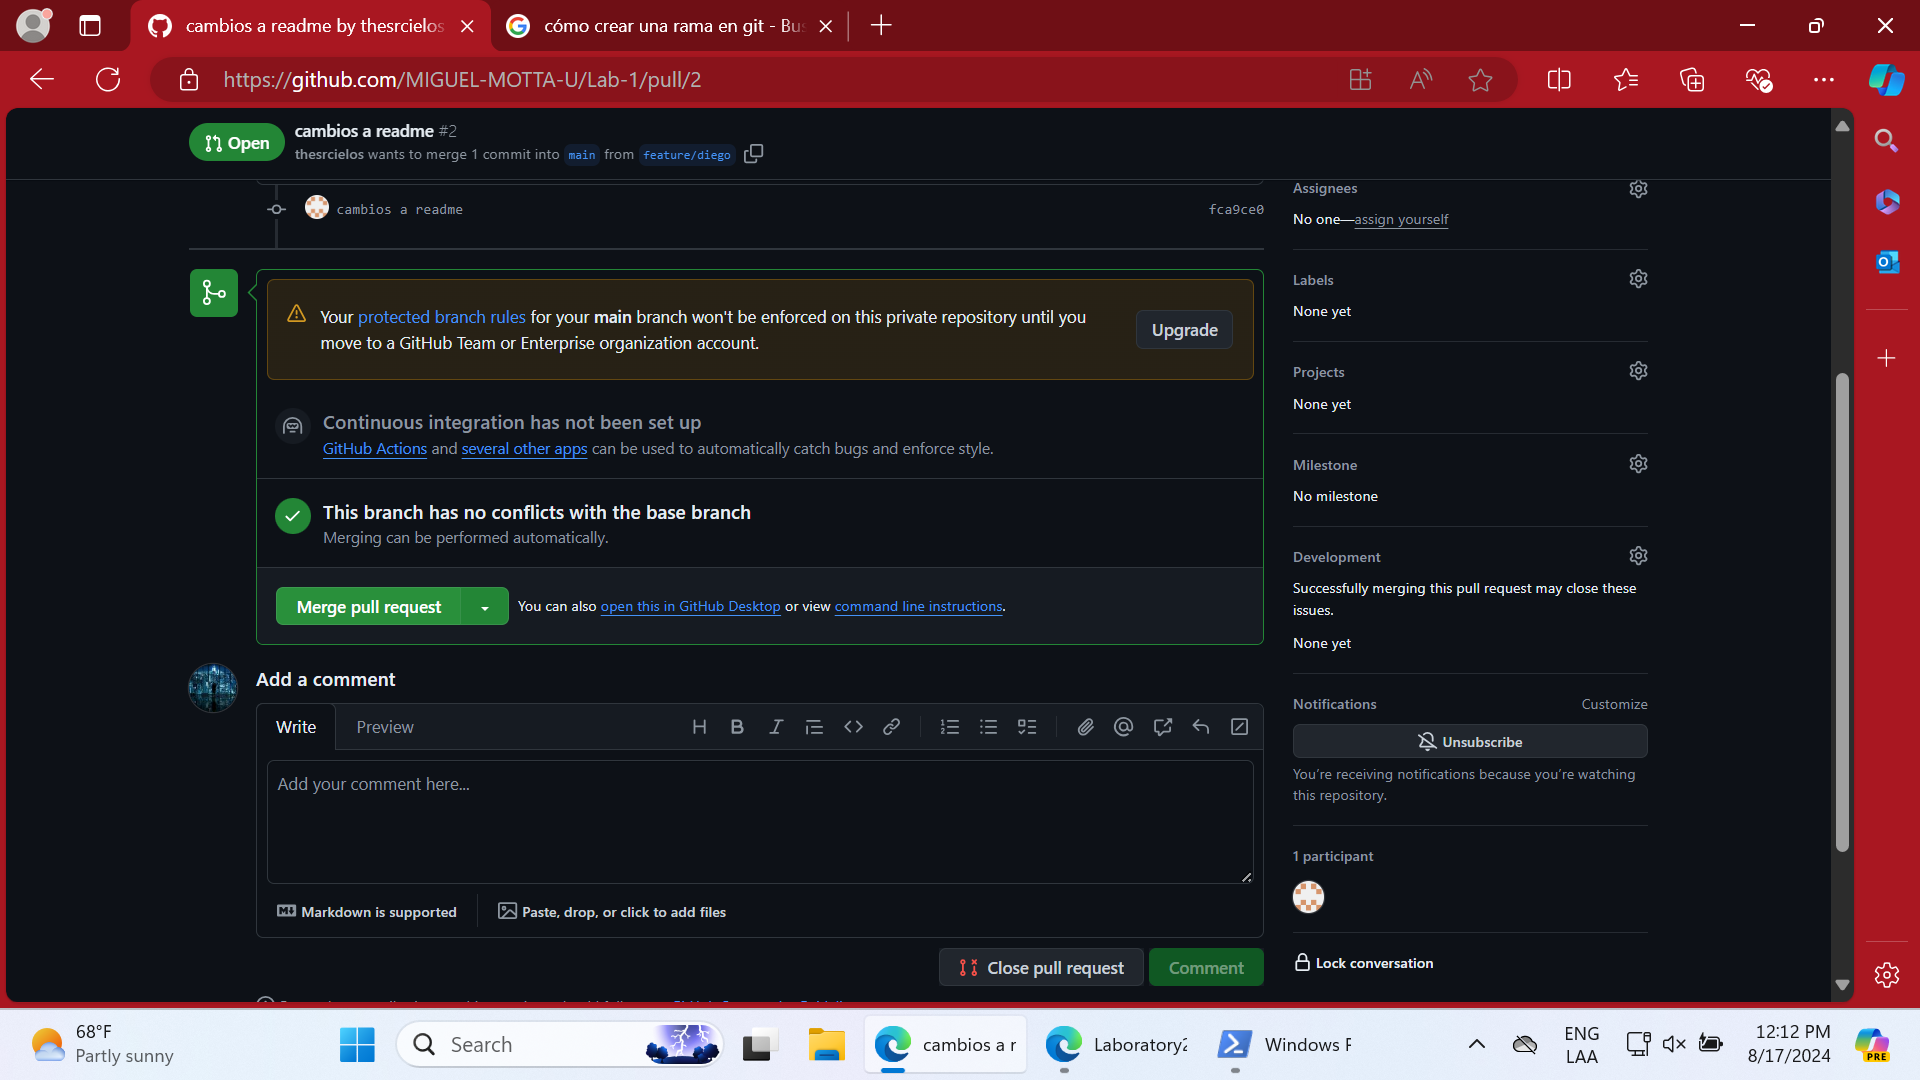 cambios a readme by thesrcielos
cómo crear una rama en git - Bus
https://github.com/MIGUEL-MOTTA-U/Lab-1/pull/2
Open
cambios a readme #2
thesrcielos wants to merge 1 commit into main from feature/diego
cambios a readme
fca9ce0
Your protected branch rules for your main branch won't be enforced on this private repository until you
move to a GitHub Team or Enterprise organization account.
Upgrade
Continuous integration has not been set up
GitHub Actions and several other apps can be used to automatically catch bugs and enforce style.
This branch has no conflicts with the base branch
Merging can be performed automatically.
Merge pull request
You can also open this in GitHub Desktop or view command line instructions.
Add a comment
Write
Preview
Add your comment here...
Markdown is supported
Paste, drop, or click to add files
Close pull request
Comment
Assignees
No one—assign yourself
Labels
None yet
Projects
None yet
Milestone
No milestone
Development
Successfully merging this pull request may close these
issues.
None yet
Notifications
Customize
Unsubscribe
You're receiving notifications because you're watching
this repository.
1 participant
Lock conversation
68°F
Partly sunny
Search
cambios a r
Laboratory2
Windows P
ENG
LAA
12:12 PM
8/17/2024
PRE